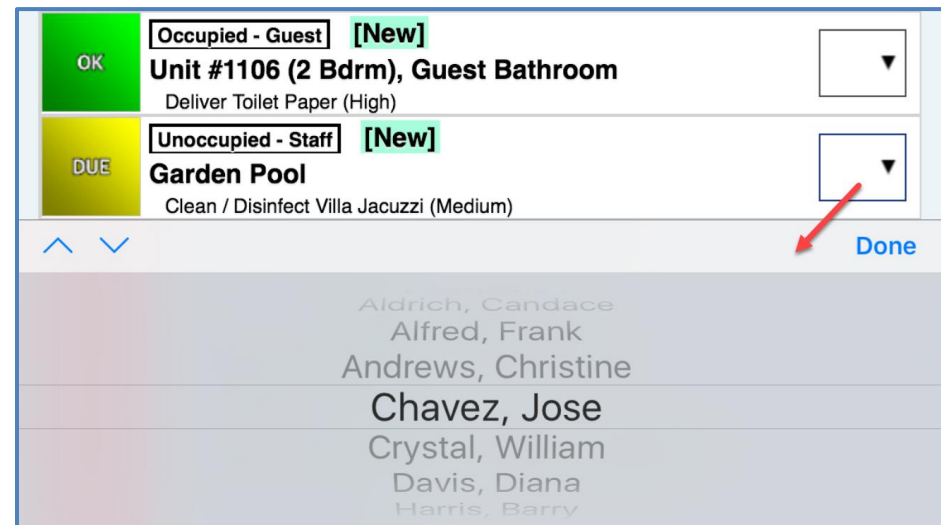 OK
Occupied - Guest [New]
Unit #1106 (2 Bdrm), Guest Bathroom
Deliver Toilet Paper (High)
DUE
Unoccupied - Staff [New]
Garden Pool
Clean / Disinfect Villa Jacuzzi (Medium)
Done
Aldrich, Candace
Alfred, Frank
Andrews, Christine
Chavez, Jose
Crystal, William
Davis, Diana
Harris, Barry